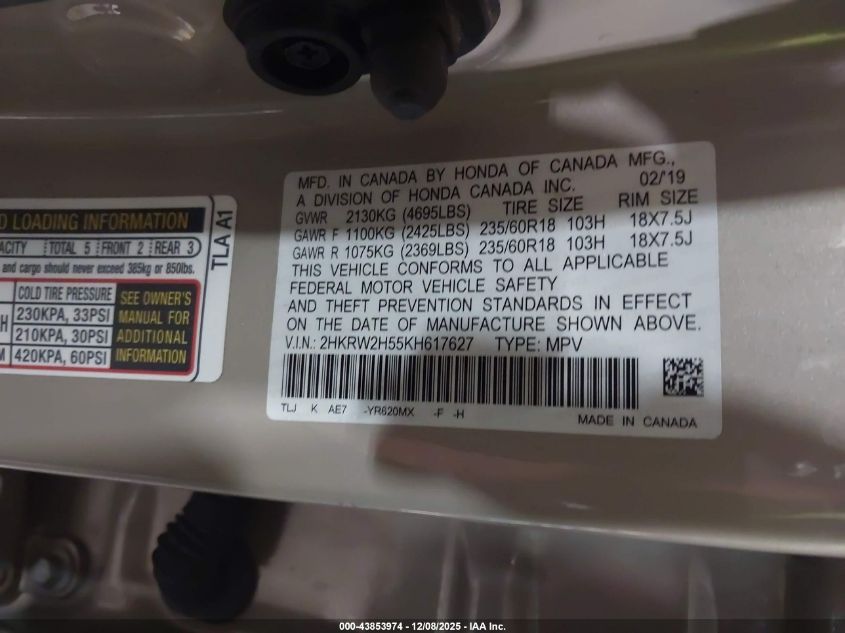 D LOADING INFORMATION
ACITY TOTAL 5 FRONT 2 REAR 3
and cargo should never exceed 385kg or 850lbs.
COLD TIRE PRESSURE
H 230KPA, 33PSI
210KPA, 30PSI
M 420KPA, 60PSI
SEE OWNER'S
MANUAL FOR
ADDITIONAL
INFORMATION
TLA A1
MFD. IN CANADA BY HONDA OF CANADA MFG.,
A DIVISION OF HONDA CANADA INC. 02/'19
GVWR 2130KG (4695LBS) TIRE SIZE RIM SIZE
GAWR F 1100KG (2425LBS) 235/60R18 103H 18X7.5J
GAWR R 1075KG (2369LBS) 235/60R18 103H 18X7.5J
THIS VEHICLE CONFORMS TO ALL APPLICABLE
FEDERAL MOTOR VEHICLE SAFETY
AND THEFT PREVENTION STANDARDS IN EFFECT
ON THE DATE OF MANUFACTURE SHOWN ABOVE.
V.I.N.: 2HKRW2H55KH617627 TYPE: MPV
TLJ K AE7 -YR620MX -F -H
MADE IN CANADA
000-43853974 - 12/08/2025 - IAA Inc.